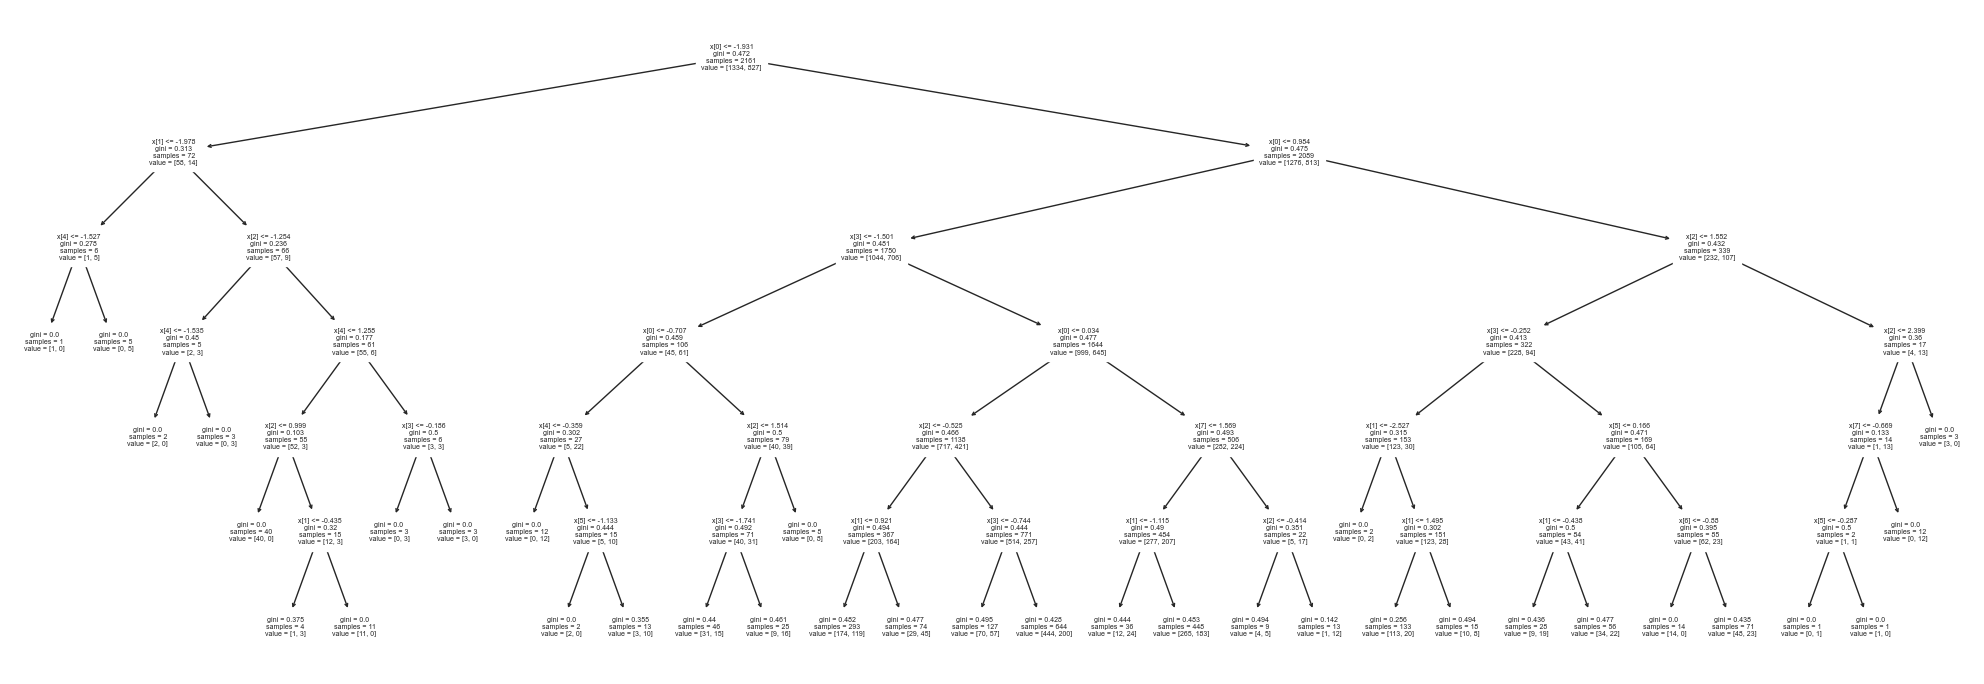 x[0] <= -1.931
gini = 0.472
samples = 2161
value = [1334, 827]
x[1] <= -1.978
gini = 0.313
samples = 72
value = [58, 14]
x[0] <= 0.954
gini = 0.475
samples = 2089
value = [1276, 813]
x[4] <= -1.527
gini = 0.278
samples = 6
value = [1, 5]
x[2] <= -1.254
gini = 0.236
samples = 66
value = [57, 9]
x[3] <= -1.501
gini = 0.481
samples = 1750
value = [1044, 706]
x[2] <= 1.552
gini = 0.432
samples = 339
value = [232, 107]
gini = 0.0
samples = 1
value = [1, 0]
gini = 0.0
samples = 5
value = [0, 5]
x[4] <= -1.535
gini = 0.48
samples = 5
value = [2, 3]
x[4] <= 1.255
gini = 0.177
samples = 61
value = [55, 6]
x[0] <= -0.707
gini = 0.489
samples = 106
value = [45, 61]
x[0] <= 0.034
gini = 0.477
samples = 1644
value = [999, 645]
x[3] <= -0.252
gini = 0.413
samples = 322
value = [228, 94]
x[2] <= 2.399
gini = 0.36
samples = 17
value = [4, 13]
gini = 0.0
samples = 2
value = [2, 0]
gini = 0.0
samples = 3
value = [0, 3]
x[2] <= 0.999
gini = 0.103
samples = 55
value = [52, 3]
x[3] <= -0.186
gini = 0.5
samples = 6
value = [3, 3]
x[4] <= -0.359
gini = 0.302
samples = 27
value = [5, 22]
x[2] <= 1.514
gini = 0.5
samples = 79
value = [40, 39]
x[2] <= -0.525
gini = 0.466
samples = 1138
value = [717, 421]
x[7] <= 1.569
gini = 0.493
samples = 506
value = [282, 224]
x[1] <= -2.527
gini = 0.315
samples = 153
value = [123, 30]
x[5] <= 0.166
gini = 0.471
samples = 169
value = [105, 64]
x[7] <= -0.669
gini = 0.133
samples = 14
value = [1, 13]
gini = 0.0
samples = 3
value = [3, 0]
gini = 0.0
samples = 40
value = [40, 0]
x[1] <= -0.435
gini = 0.32
samples = 15
value = [12, 3]
gini = 0.0
samples = 3
value = [0, 3]
gini = 0.0
samples = 3
value = [3, 0]
gini = 0.0
samples = 12
value = [0, 12]
x[5] <= -1.133
gini = 0.444
samples = 15
value = [5, 10]
x[3] <= -1.741
gini = 0.492
samples = 71
value = [40, 31]
gini = 0.0
samples = 8
value = [0, 8]
x[1] <= 0.921
gini = 0.494
samples = 367
value = [203, 164]
x[3] <= -0.744
gini = 0.444
samples = 771
value = [514, 257]
x[1] <= -1.115
gini = 0.49
samples = 484
value = [277, 207]
x[2] <= -0.414
gini = 0.351
samples = 22
value = [5, 17]
gini = 0.0
samples = 2
value = [0, 2]
x[1] <= 1.495
gini = 0.302
samples = 151
value = [123, 28]
x[1] <= -0.438
gini = 0.5
samples = 84
value = [43, 41]
x[6] <= -0.88
gini = 0.395
samples = 85
value = [62, 23]
x[5] <= -0.287
gini = 0.5
samples = 2
value = [1, 1]
gini = 0.0
samples = 12
value = [0, 12]
gini = 0.375
samples = 4
value = [1, 3]
gini = 0.0
samples = 11
value = [11, 0]
gini = 0.0
samples = 2
value = [2, 0]
gini = 0.355
samples = 13
value = [3, 10]
gini = 0.44
samples = 46
value = [31, 15]
gini = 0.461
samples = 25
value = [9, 16]
gini = 0.482
samples = 293
value = [174, 119]
gini = 0.477
samples = 74
value = [29, 45]
gini = 0.495
samples = 127
value = [70, 57]
gini = 0.428
samples = 644
value = [444, 200]
gini = 0.444
samples = 36
value = [12, 24]
gini = 0.483
samples = 448
value = [265, 183]
gini = 0.494
samples = 9
value = [4, 5]
gini = 0.142
samples = 13
value = [1, 12]
gini = 0.256
samples = 133
value = [113, 20]
gini = 0.494
samples = 18
value = [10, 8]
gini = 0.436
samples = 28
value = [9, 19]
gini = 0.477
samples = 56
value = [34, 22]
gini = 0.0
samples = 14
value = [14, 0]
gini = 0.438
samples = 71
value = [48, 23]
gini = 0.0
samples = 1
value = [0, 1]
gini = 0.0
samples = 1
value = [1, 0]